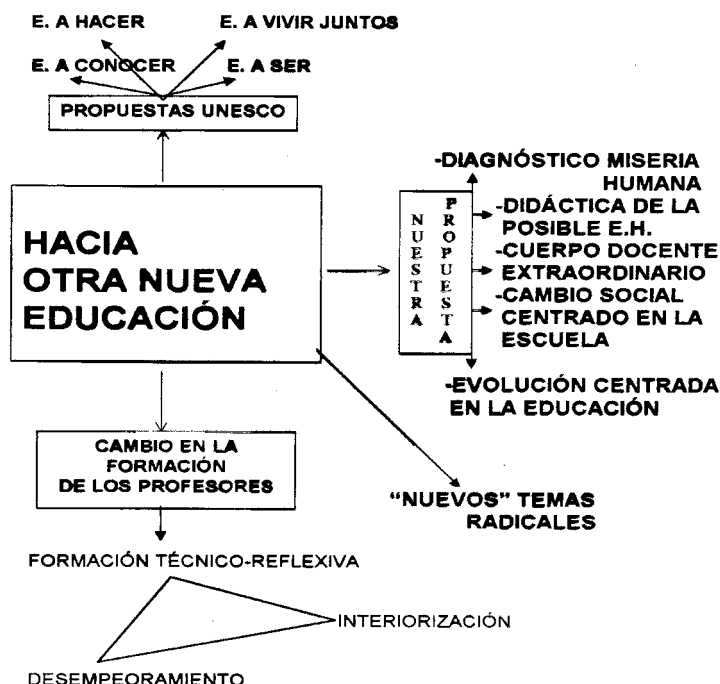 E. A HACER
E. A VIVIR JUNTOS
E. A CONOCER
E. A SER
PROPUESTAS UNESCO
HACIA
OTRA NUEVA
EDUCACIÓN
NUESTRA
PROPUESTA
-DIAGNÓSTICO MISERIA
HUMANA
-DIDÁCTICA DE LA
POSIBLE E.H.
-CUERPO DOCENTE
EXTRAORDINARIO
-CAMBIO SOCIAL
CENTRADO EN LA
ESCUELA
-EVOLUCIÓN CENTRADA
EN LA EDUCACIÓN
CAMBIO EN LA
FORMACIÓN
DE LOS PROFESORES
"NUEVOS" TEMAS
RADICALES
FORMACIÓN TÉCNICO-REFLEXIVA
INTERIORIZACIÓN
DESEMPEORAMIENTO